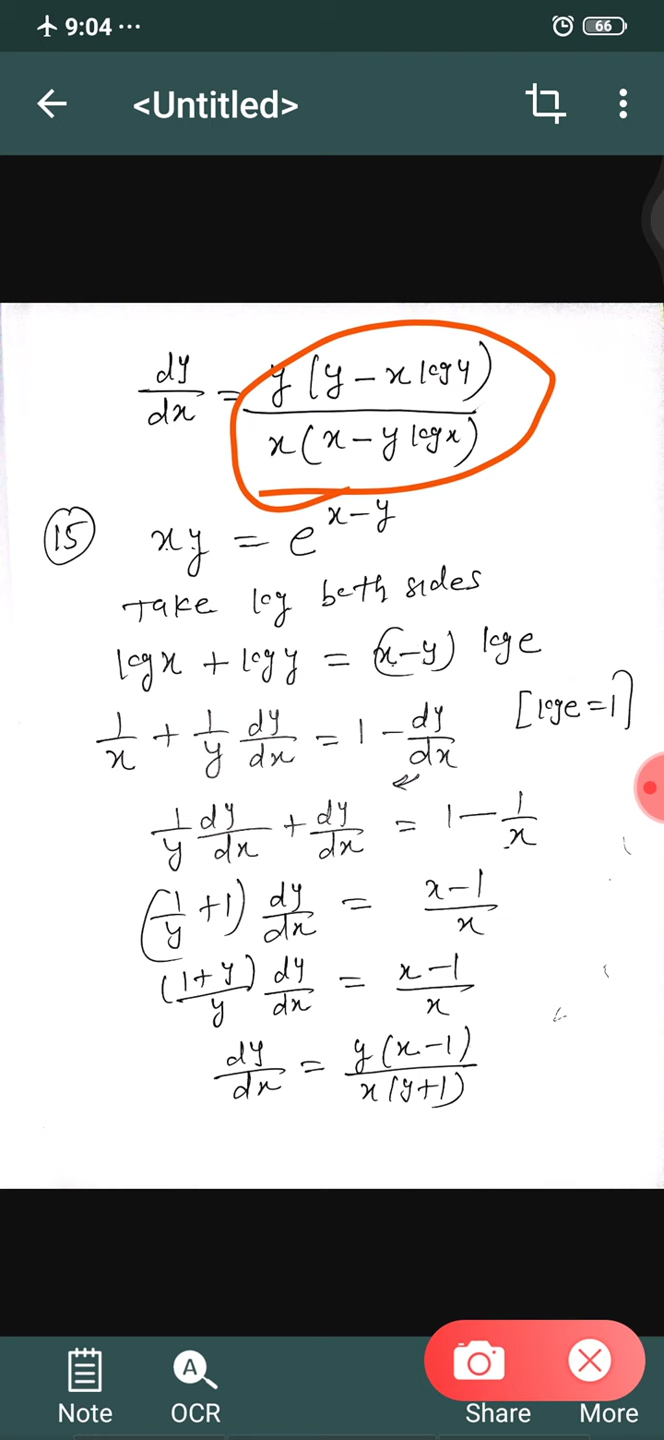 9:04 ...
66
<Untitled>
dy/dx = y(y - x log y) / x(x - y log x)
15 xy = e^(x-y)
Take log both sides
log x + log y = (x-y) log e
1/x + 1/y dy/dx = 1 - dy/dx [log e = 1]
1/y dy/dx + dy/dx = 1 - 1/x
(1/y + 1) dy/dx = x-1/x
(1+y)/y dy/dx = x-1/x
dy/dx = y(x-1)/x(y+1)
A
Note OCR Share More